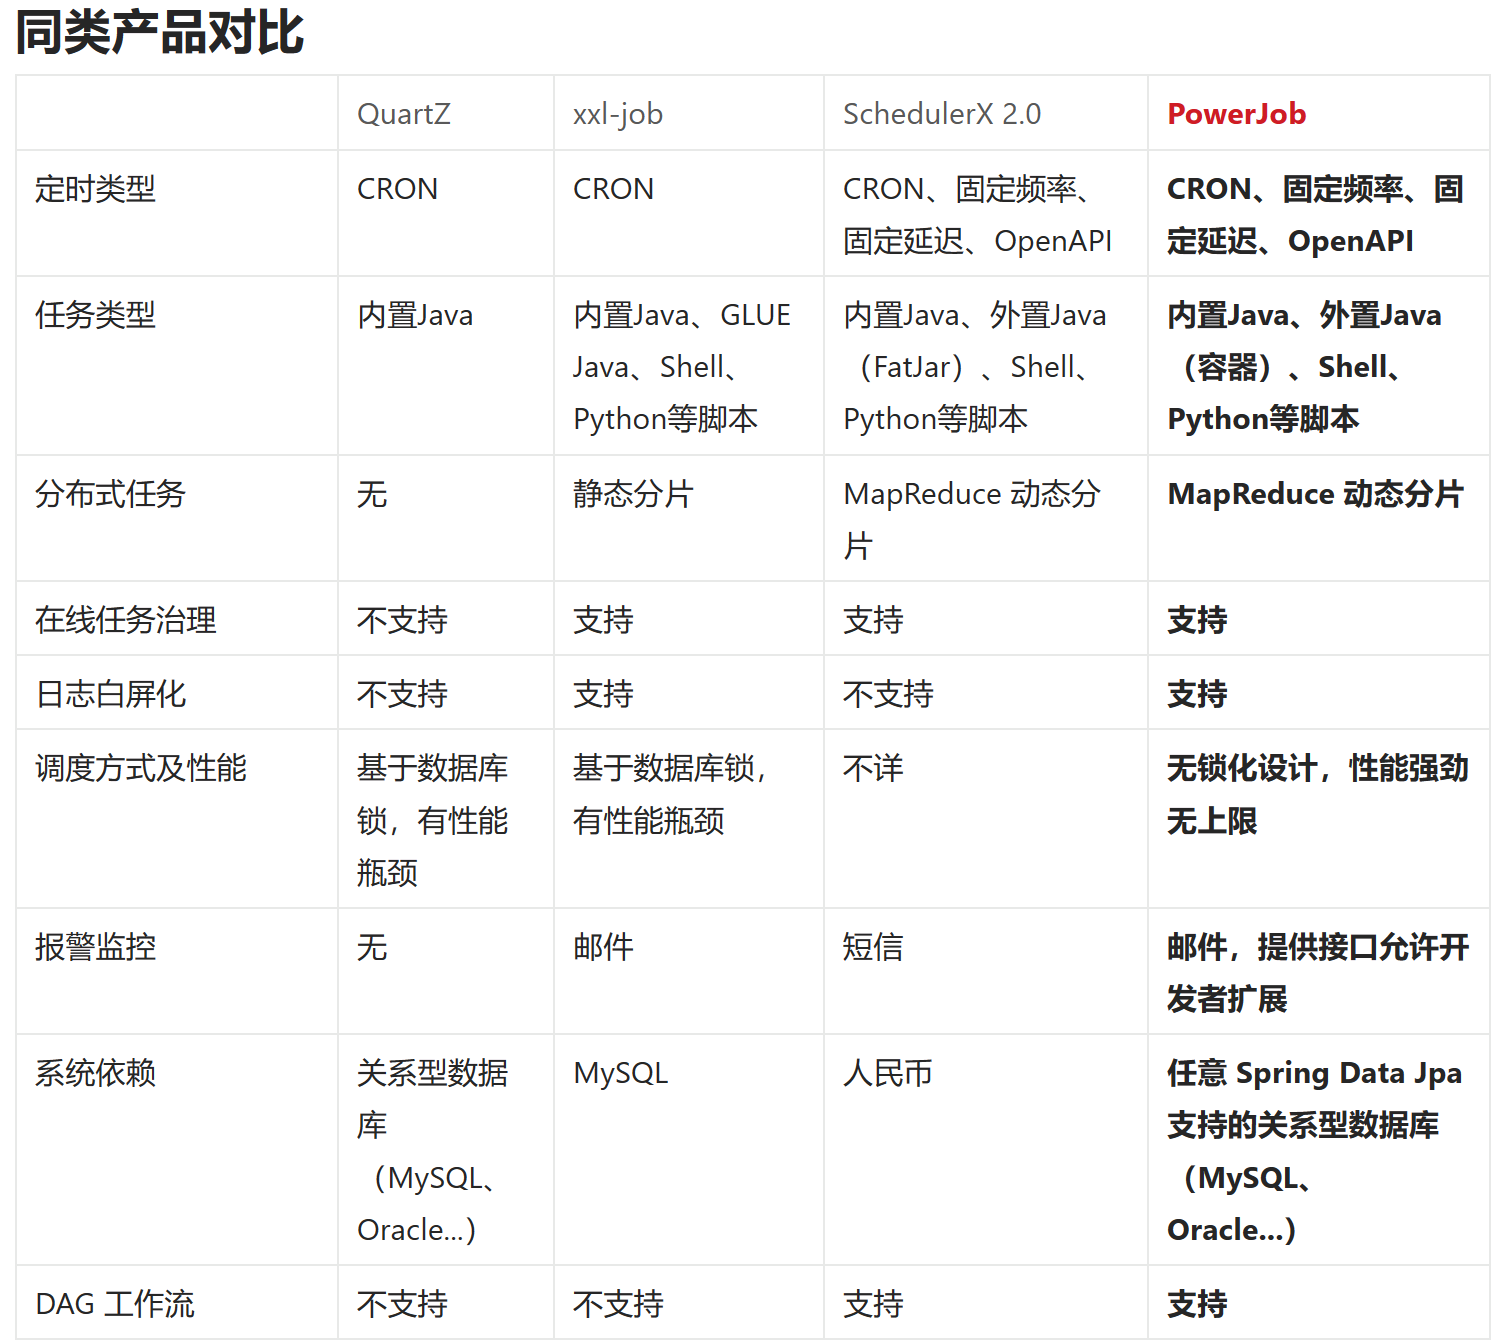 同类产品对比
QuartZ
xxl-job
SchedulerX 2.0
PowerJob
定时类型
CRON
CRON
CRON、固定频率、
固定延迟、OpenAPI
CRON、固定频率、固
定延迟、OpenAPI
任务类型
内置Java
内置Java、GLUE
Java、Shell、
Python等脚本
内置Java、外置Java
（FatJar）、Shell、
Python等脚本
内置Java、外置Java
（容器）、Shell、
Python等脚本
分布式任务
无
静态分片
MapReduce 动态分
片
MapReduce 动态分片
在线任务治理
不支持
支持
支持
支持
日志白屏化
不支持
支持
不支持
支持
调度方式及性能
基于数据库
锁，有性能
瓶颈
基于数据库锁，
有性能瓶颈
不详
无锁化设计，性能强劲
无上限
报警监控
无
邮件
短信
邮件，提供接口允许开
发者扩展
系统依赖
关系型数据
库
（MySQL、
Oracle...）
MySQL
人民币
任意 Spring Data Jpa
支持的关系型数据库
（MySQL、
Oracle...）
DAG 工作流
不支持
不支持
支持
支持